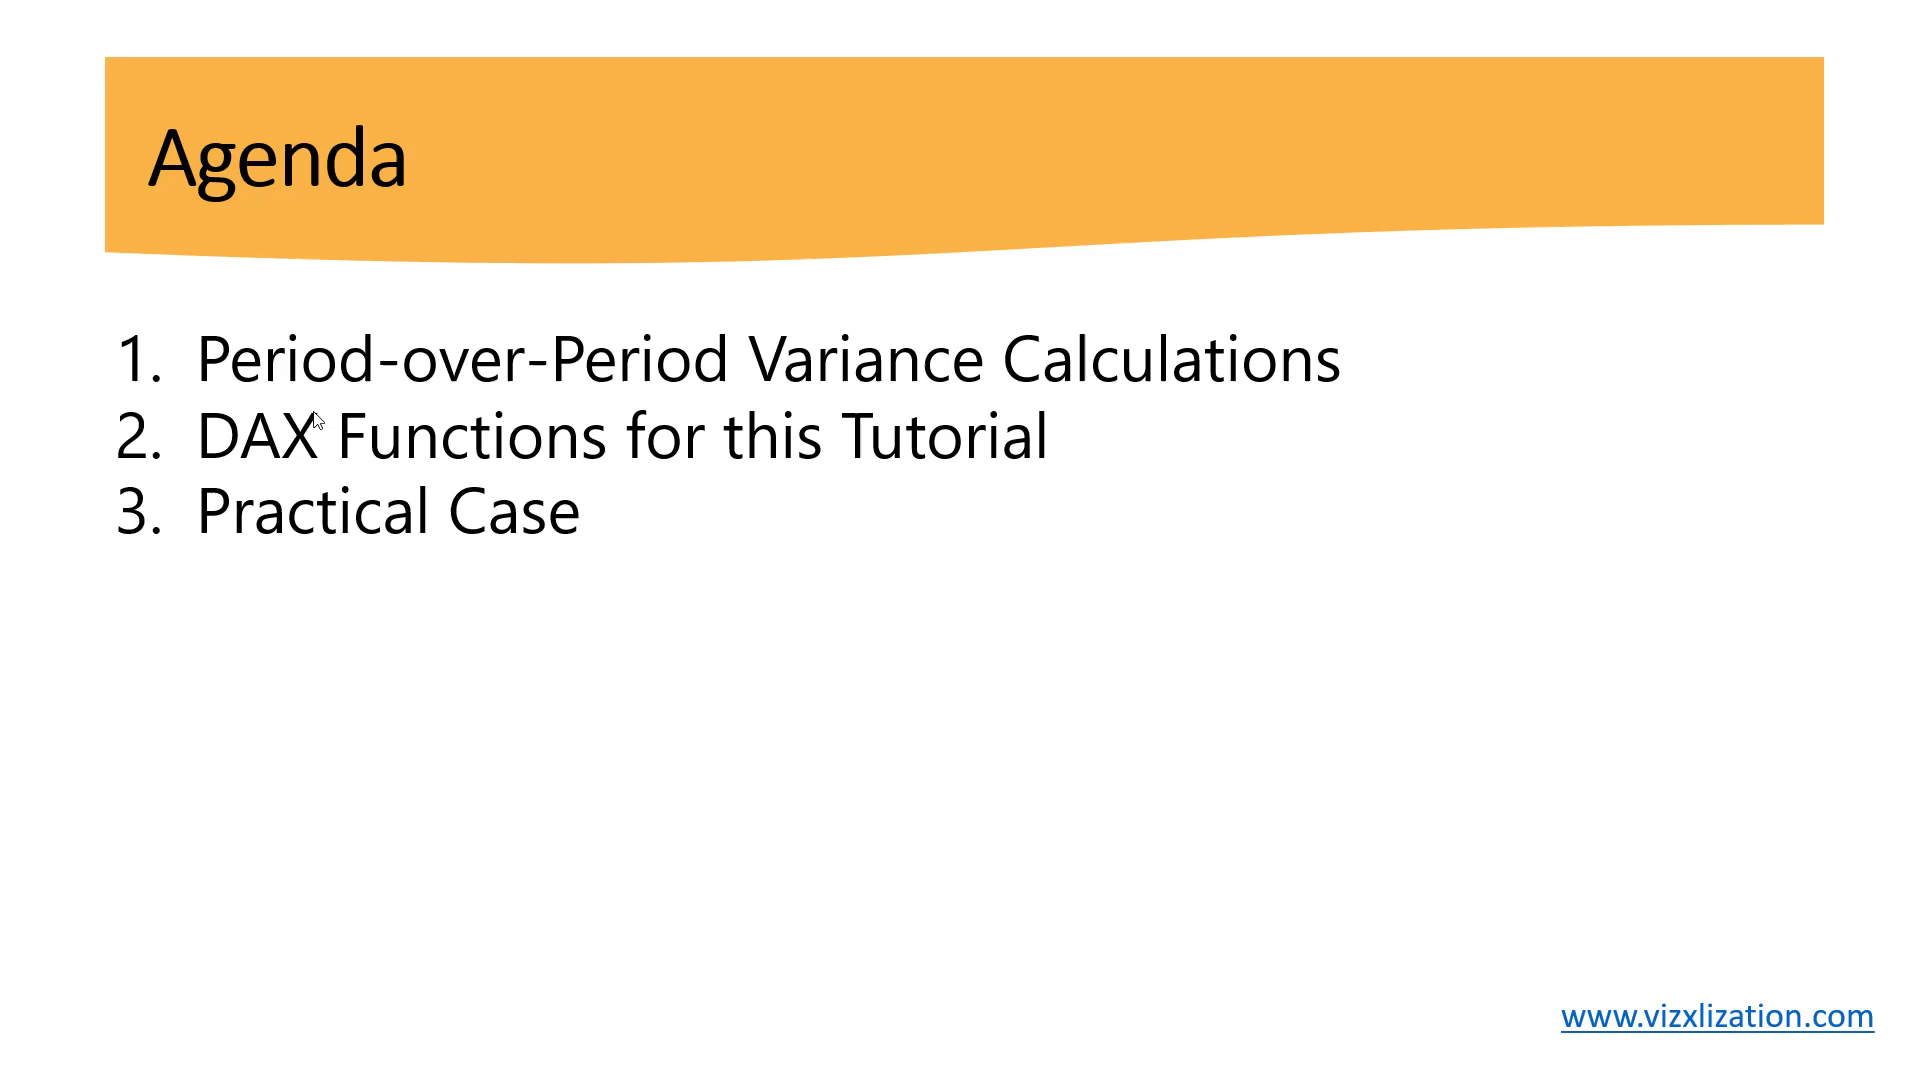 Agenda
1. Period-over-Period Variance Calculations
2. DAX Functions for this Tutorial
3. Practical Case
www.vizxlization.com